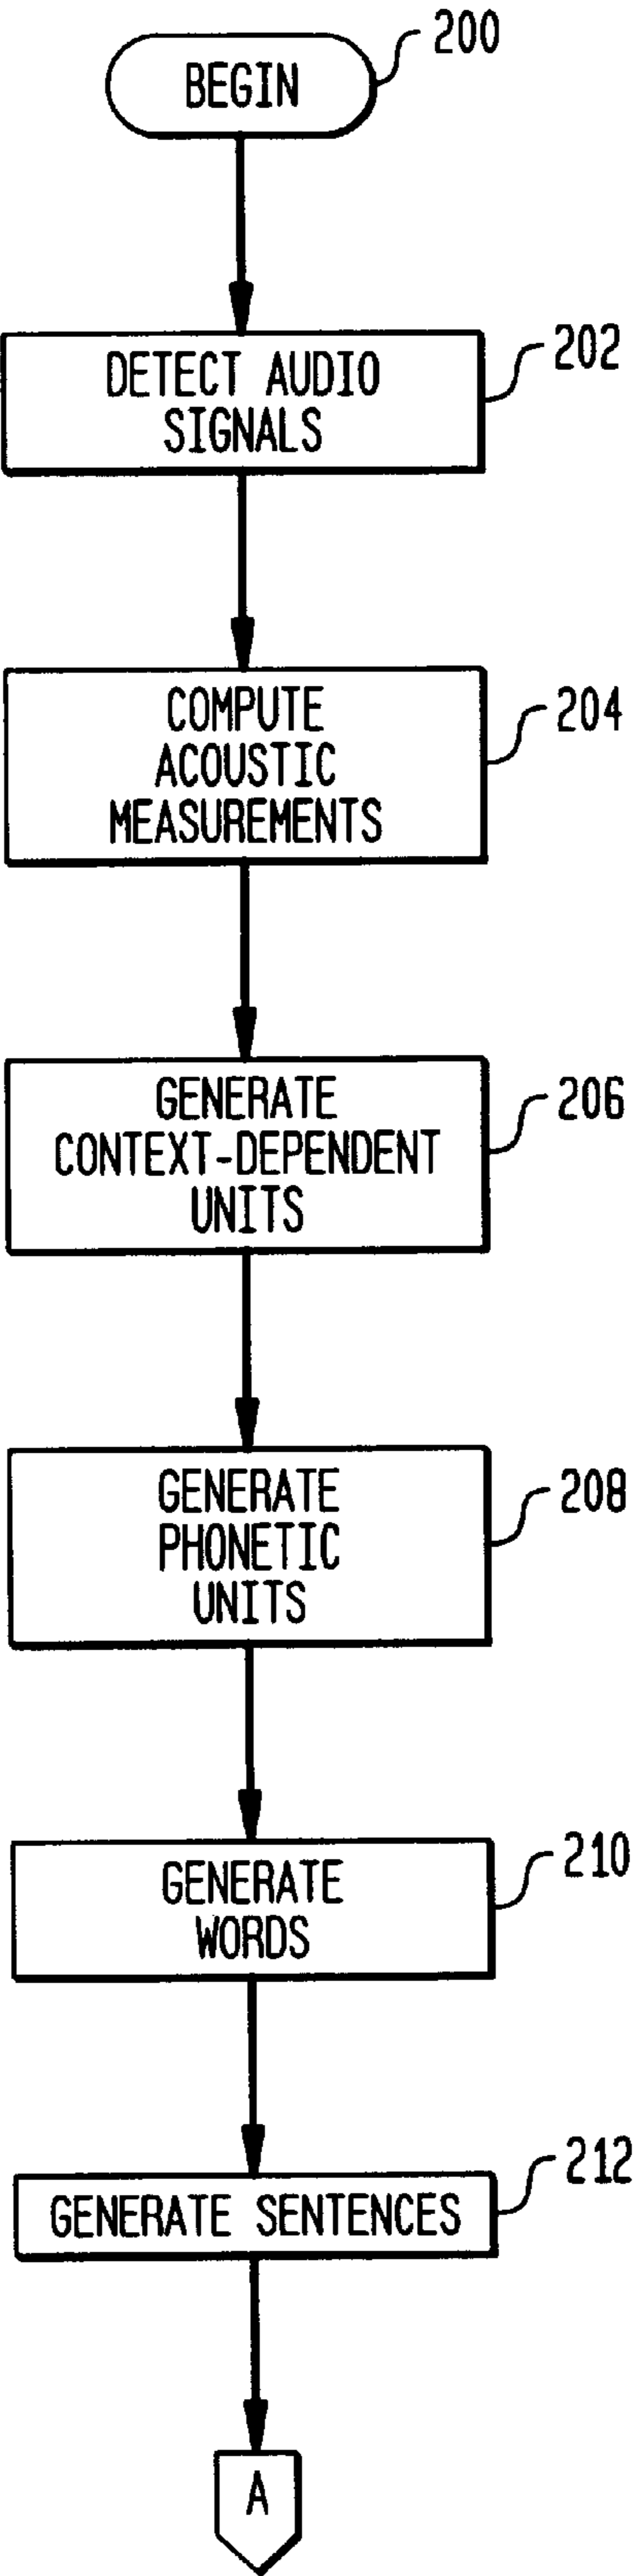 BEGIN
200
DETECT AUDIO
SIGNALS
202
COMPUTE
ACOUSTIC
MEASUREMENTS
204
GENERATE
CONTEXT-DEPENDENT
UNITS
206
GENERATE
PHONETIC
UNITS
208
GENERATE
WORDS
210
GENERATE SENTENCES
212
A